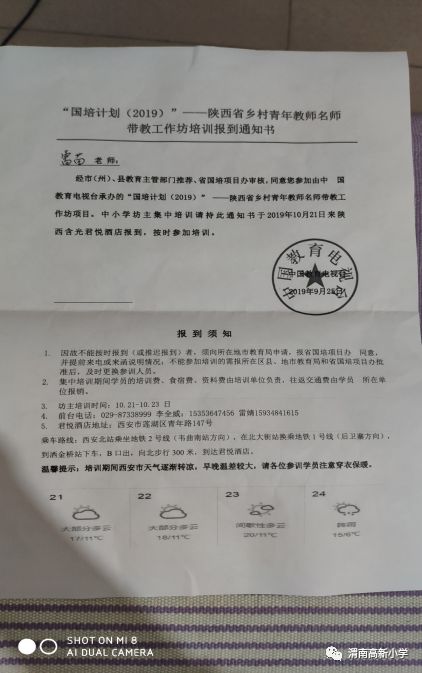 “国培计划（2019）”——陕西省乡村青年教师名师
带教工作坊培训报到通知书
雷苗 老师：
经市（州）、县教育主管部门推荐、省国培项目办审核，同意您参加由中 国
教育电视台承办的“国培计划（2019）”——陕西省乡村青年教师名师带教工
作坊项目。中小学坊主集中培训请持此通知书于2019年10月21日来陕
西含光君悦酒店报到，按时参加培训。
中国教育电视台
中国教育电视台
2019年9月25日
报 到 须 知
1. 因故不能按时报到（或推迟报到）者，须向所在地市教育局申请，报省国培项目办 同意，
并提前来电或来函说明情况；不能参加培训的需报所在区县、地市教育局和省国培项目办批
准后，及时更换参训人员。
2. 集中培训期间学员的培训费、食宿费、资料费由培训单位负责，往返交通费由学员 所在单
位报销。
3. 坊主培训时间：10.21-10.23 日
4. 前台电话：029-87338999 李全威：15353647456 雷婧15934841615
5. 君悦酒店地址：西安市莲湖区青年路147号
乘车路线：西安北站乘坐地铁 2 号线（韦曲南站方向），在北大街站换乘地铁 1 号线（后卫寨方向），
到洒金桥站下车，B 口出，向北步行 300 米，到达君悦酒店。
温馨提示：培训期间西安市天气逐渐转凉，早晚温差较大，请各位参训学员注意穿衣保暖。
21 22 23 24
大部分多云 大部分多云 间歇性多云 阵雨
17/11℃ 18/11℃ 20/11℃ 15/6℃
SHOT ON MI 8
AI DUAL CAMERA
渭南高新小学